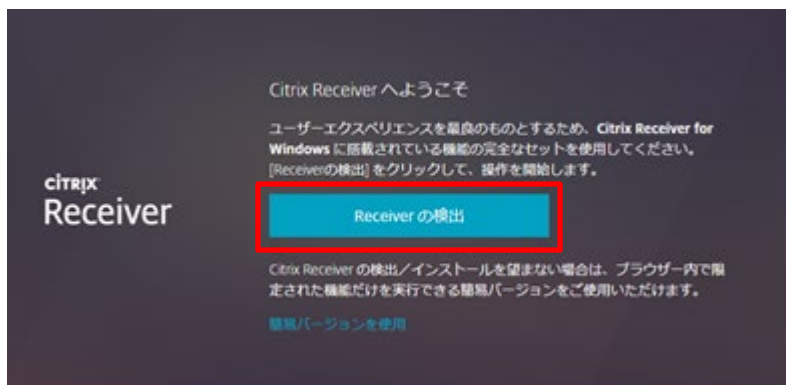 Citrix Receiver へようこそ
ユーザーエクスペリエンスを最良のものとするため、Citrix Receiver for
Windows に搭載されている機能の完全なセットを使用してください。
[Receiverの検出] をクリックして、操作を開始します。
CITRIX
Receiver
Receiver の検出
Citrix Receiver の検出／インストールを望まない場合は、ブラウザー内で限
定された機能だけを実行できる簡易バージョンをご使用いただけます。
簡易バージョンを使用